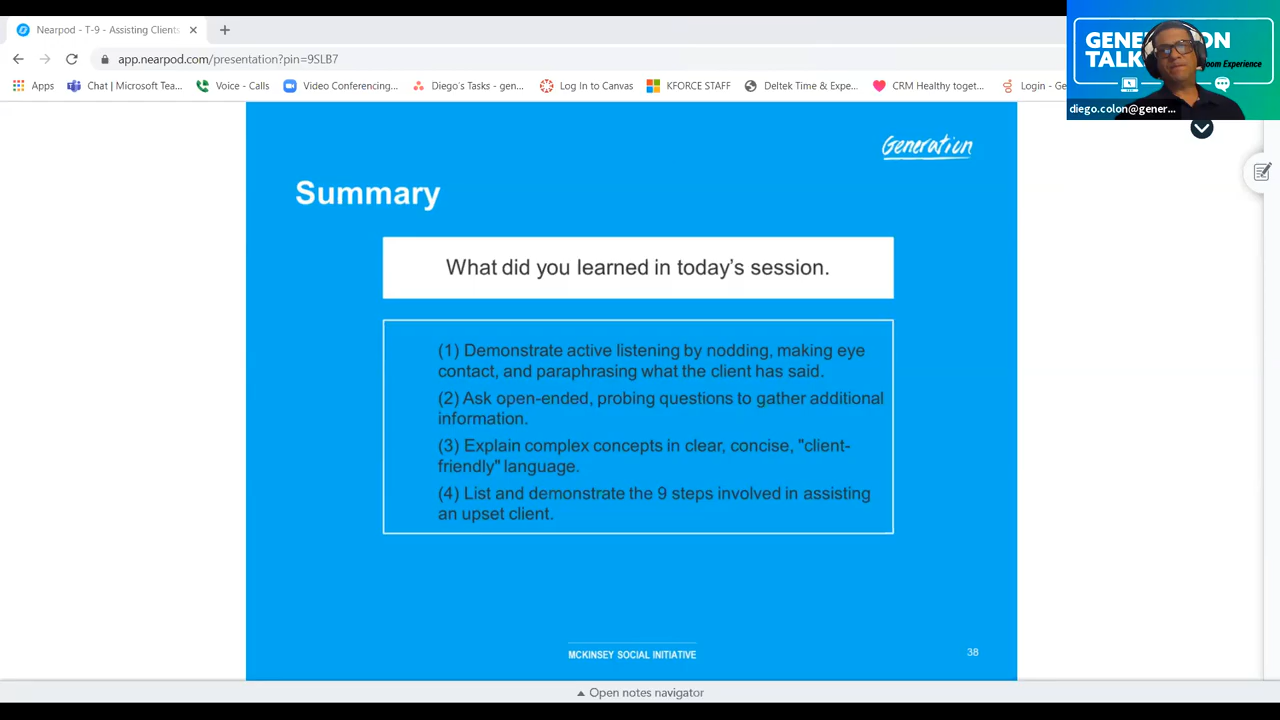 Nearpod - T-9 - Assisting Clients
app.nearpod.com/presentation?pin=9SLB7
Apps
Chat | Microsoft Tea...
Voice - Calls
Video Conferencing...
Diego's Tasks - gen...
Log In to Canvas
KFORCE STAFF
Deltek Time & Expe...
CRM Healthy toget...
Login - Ge
GENERATION
TALK
oom Experience
diego.colon@gener...
Generation
Summary
What did you learned in today's session.
(1) Demonstrate active listening by nodding, making eye
contact, and paraphrasing what the client has said.
(2) Ask open-ended, probing questions to gather additional
information.
(3) Explain complex concepts in clear, concise, "client-
friendly" language.
(4) List and demonstrate the 9 steps involved in assisting
an upset client.
MCKINSEY SOCIAL INITIATIVE
38
Open notes navigator